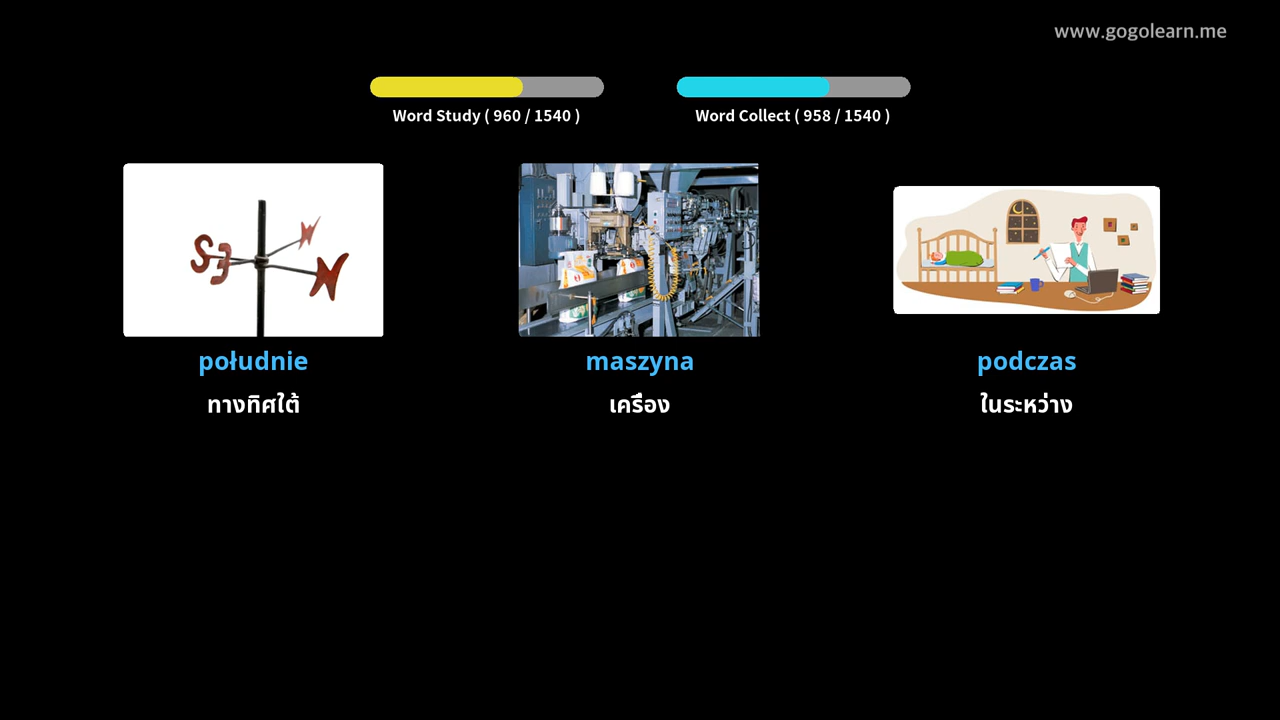 www.gogolearn.me
Word Study ( 960 / 1540 )
Word Collect ( 958 / 1540 )
S E N
południe
maszyna
podczas
ทางทิศใต้
เครื่อง
ในระหว่าง